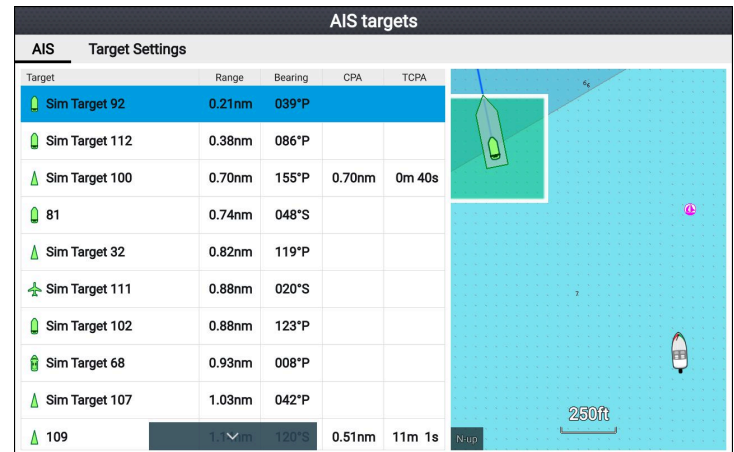 AIS targets
AIS Target Settings
Target Range Bearing CPA TCPA
Sim Target 92 0.21nm 039°P
Sim Target 112 0.38nm 086°P
Sim Target 100 0.70nm 155°P 0.70nm 0m 40s
81 0.74nm 048°S
Sim Target 32 0.82nm 119°P
Sim Target 111 0.88nm 020°S
Sim Target 102 0.88nm 123°P
Sim Target 68 0.93nm 008°P
Sim Target 107 1.03nm 042°P
109 120°S 0.51nm 11m 1s
7
250ft
N-up